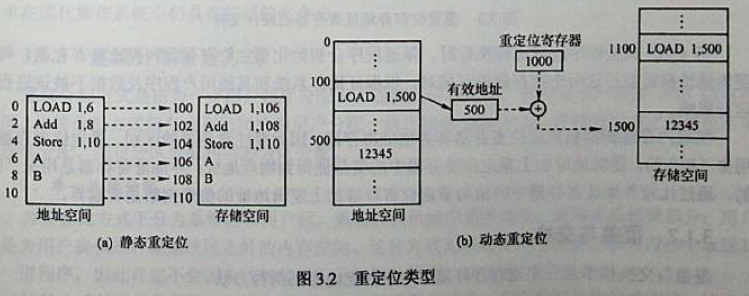 0 LOAD 1,6 100 LOAD 1,106
2 Add 1,8 102 Add 1,108
4 Store 1,10 104 Store 1,110
6 A 106 A
8 B 108 B
10 110
地址空间 存储空间
(a) 静态重定位
0
100
LOAD 1,500
500
12345
地址空间
重定位寄存器
1000
有效地址
500
+
1100 LOAD 1,500
1500 12345
存储空间
(b) 动态重定位
图 3.2 重定位类型